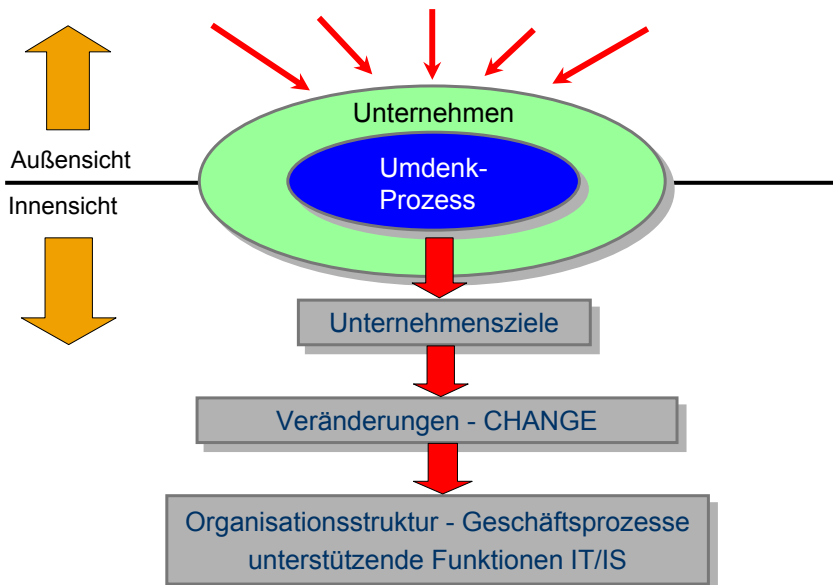 Unternehmen
Außensicht
Umdenk-
Prozess
Innensicht
Unternehmensziele
Veränderungen - CHANGE
Organisationsstruktur - Geschäftsprozesse
unterstützende Funktionen IT/IS